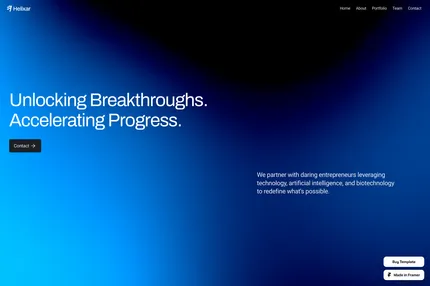 Helixar
Home About Portfolio Team Contact
Unlocking Breakthroughs.
Accelerating Progress.
Contact →
We partner with daring entrepreneurs leveraging
technology, artificial intelligence, and biotechnology
to redefine what's possible.
Buy Template
Made in Framer